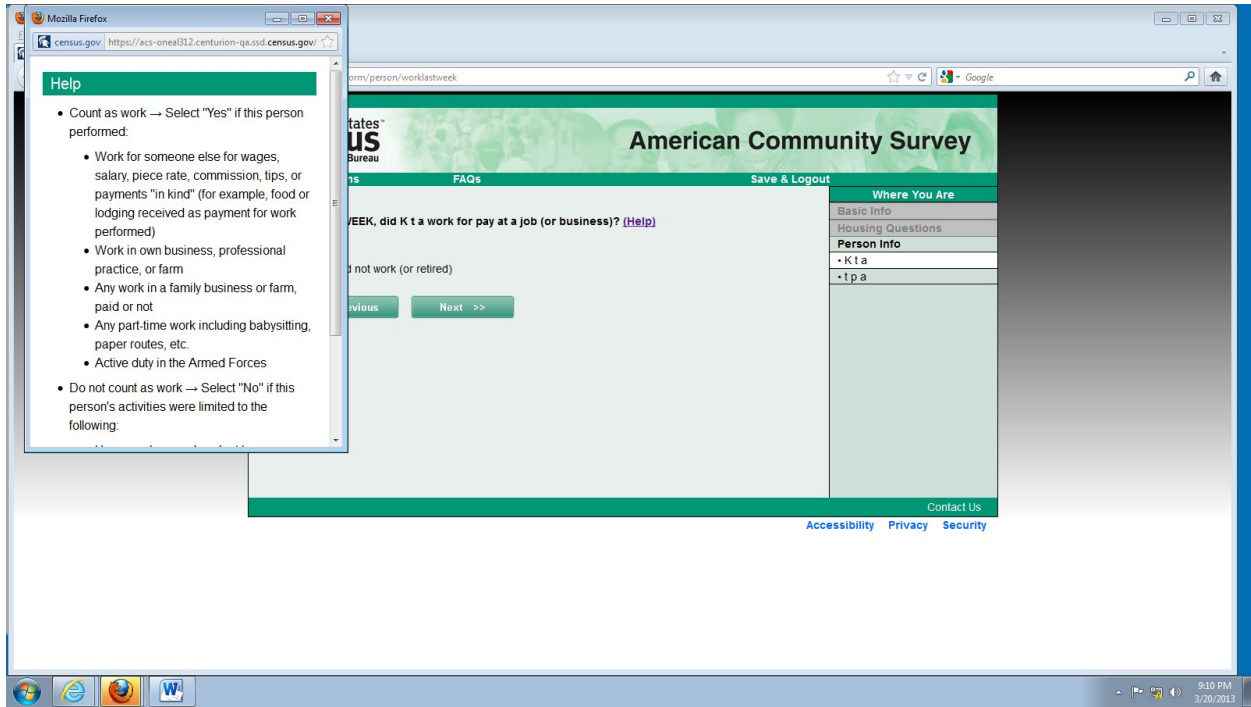 Mozilla Firefox
census.gov https://acs-oneal312.centurion-qa.ssd.census.gov/
Help
• Count as work → Select "Yes" if this person
performed:
• Work for someone else for wages,
salary, piece rate, commission, tips, or
payments "in kind" (for example, food or
lodging received as payment for work
performed)
• Work in own business, professional
practice, or farm
• Any work in a family business or farm,
paid or not
• Any part-time work including babysitting,
paper routes, etc.
• Active duty in the Armed Forces
• Do not count as work → Select "No" if this
person's activities were limited to the
following:
orm/person/worklastweek
Google
tates™
us
Bureau
American Community Survey
ns FAQs Save & Logout
/EEK, did K t a work for pay at a job (or business)? (Help)
d not work (or retired)
evious Next >>
Where You Are
Basic Info
Housing Questions
Person Info
• K t a
• t p a
Contact Us
Accessibility Privacy Security
9:10 PM
3/20/2013